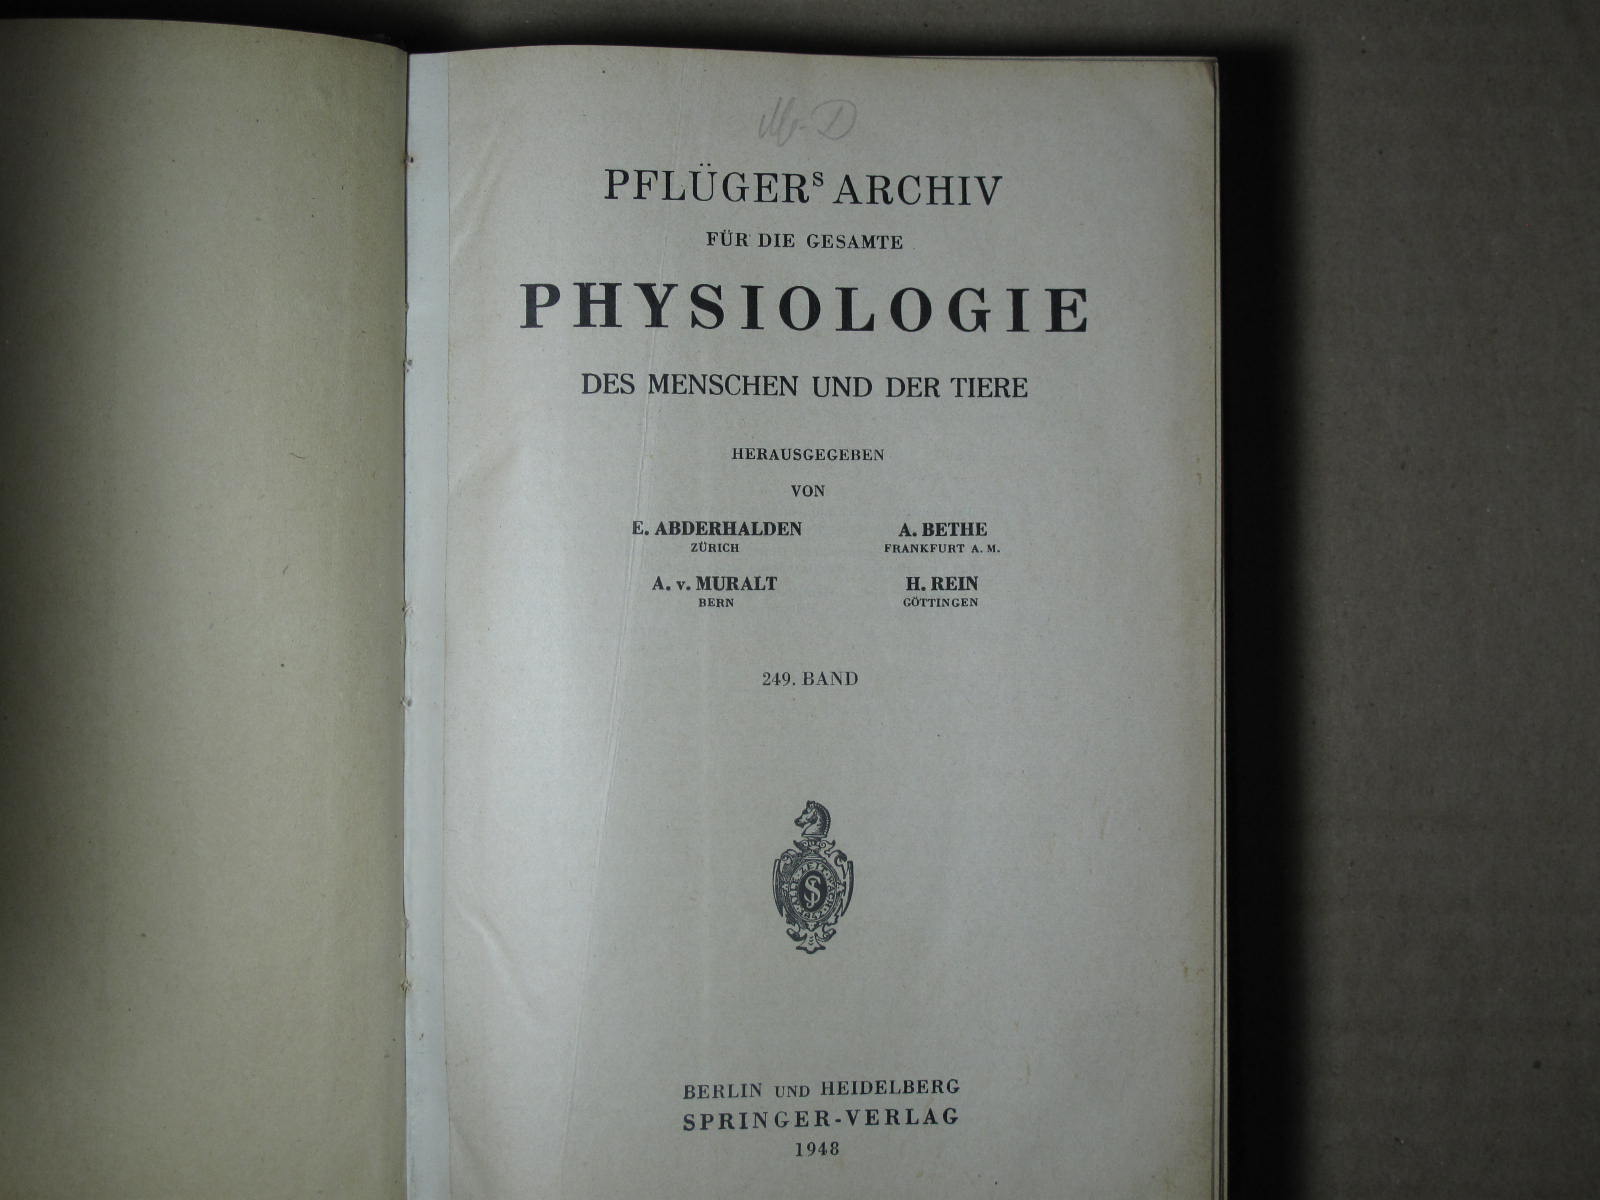 PFLÜGERS ARCHIV
FÜR DIE GESAMTE
PHYSIOLOGIE
DES MENSCHEN UND DER TIERE
HERAUSGEGEBEN
VON
E. ABDERHALDEN A. BETHE
ZÜRICH FRANKFURT A. M.
A. v. MURALT H. REIN
BERN GÖTTINGEN
249. BAND
BERLIN UND HEIDELBERG
SPRINGER-VERLAG
1948